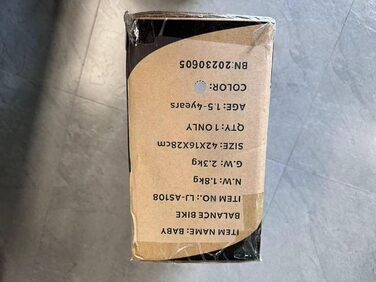 ITEM NAME: BABY
BALANCE BIKE
ITEM NO.: LJ-AS108
N.W: 1.8kg
G.W: 2.3kg
SIZE: 42X16X28cm
QTY: 1 ONLY
AGE: 1.5-4years
COLOR:
BN:20230605